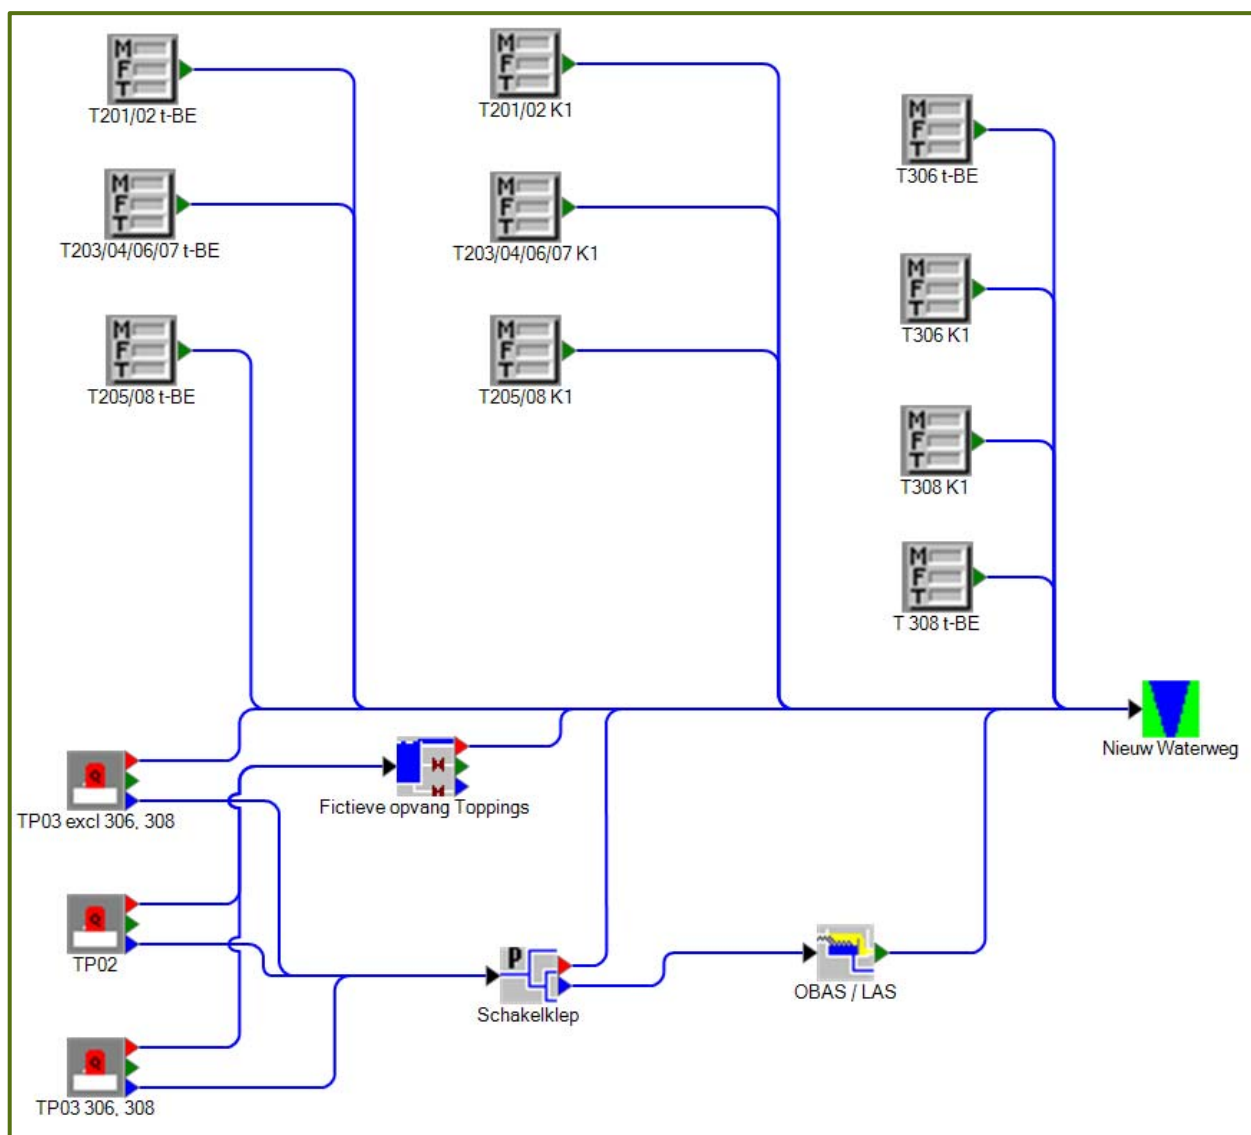 M
F
T
T201/02 t-BE
M
F
T
T201/02 K1
M
F
T
T306 t-BE
M
F
T
T203/04/06/07 t-BE
M
F
T
T203/04/06/07 K1
M
F
T
T306 K1
M
F
T
T205/08 t-BE
M
F
T
T205/08 K1
M
F
T
T308 K1
M
F
T
T 308 t-BE
Nieuw Waterweg
Q
TP03 excl 306, 308
Fictieve opvang Toppings
Q
TP02
P
Schakelklep
OBAS / LAS
Q
TP03 306, 308